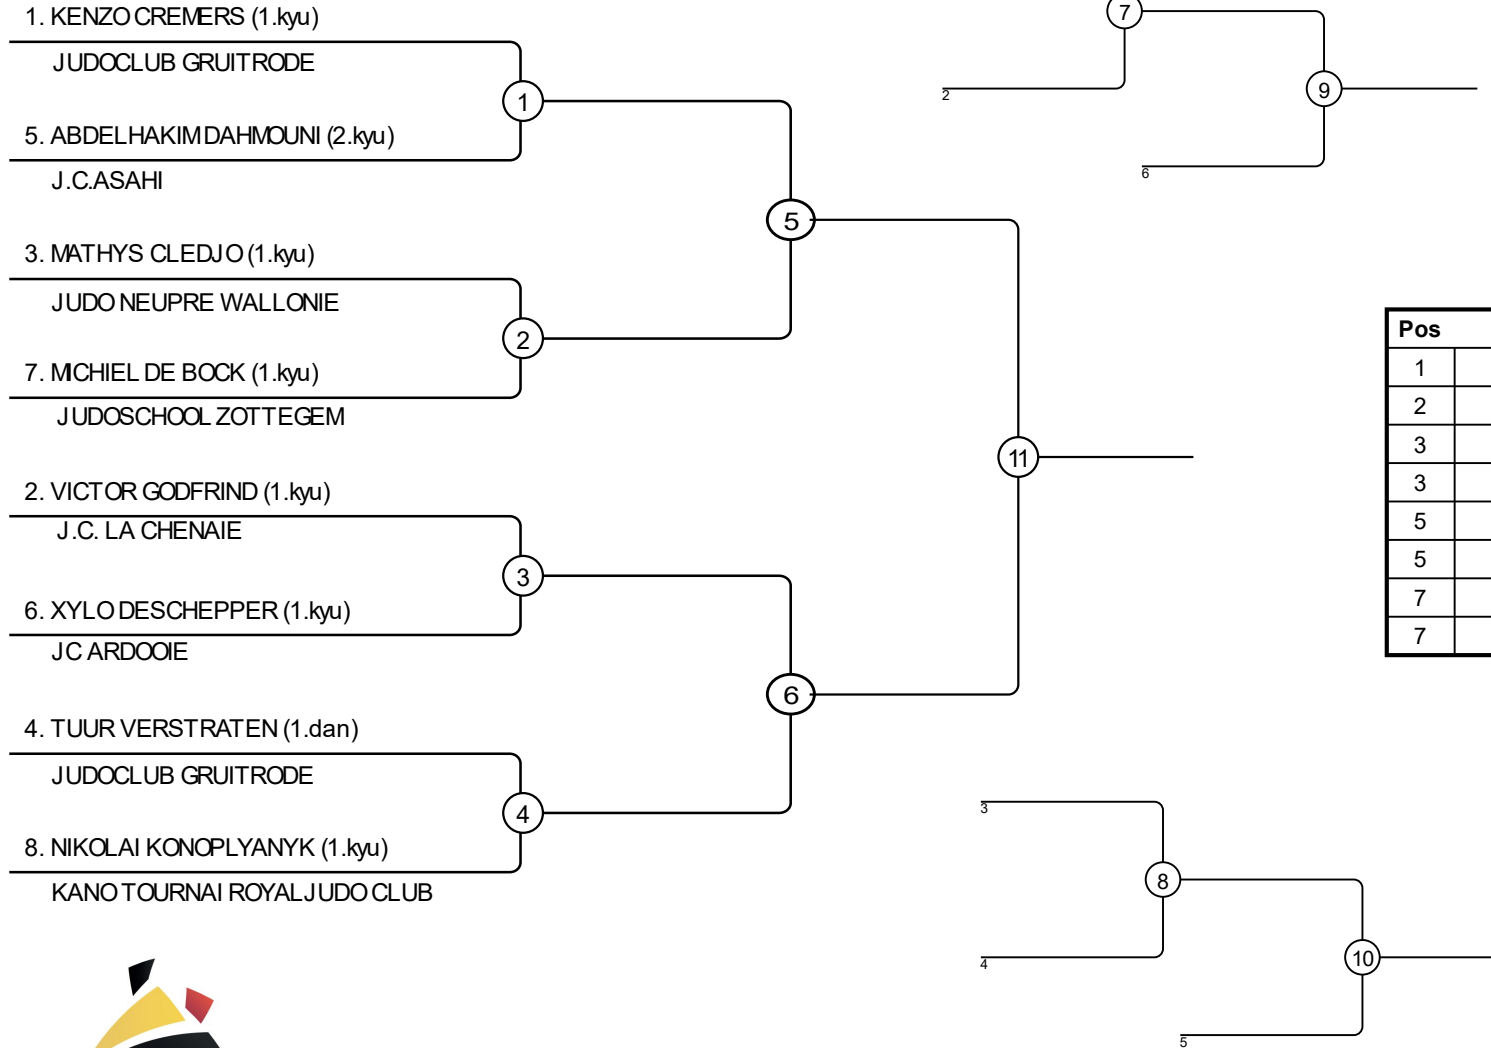 1. KENZO CREMERS (1.kyu)
JUDOCLUB GRUITRODE
1
5. ABDELHAKIM DAHMOUNI (2.kyu)
J.C.ASAHI
5
3. MATHYS CLEDJO (1.kyu)
JUDO NEUPRE WALLONIE
2
7. MICHIEL DE BOCK (1.kyu)
JUDOSCHOOL ZOTTEGEM
11
2. VICTOR GODFRIND (1.kyu)
J.C. LA CHENAIE
3
6. XYLO DESCHEPPER (1.kyu)
JC ARDOOIE
6
4. TUUR VERSTRATEN (1.dan)
JUDOCLUB GRUITRODE
4
8. NIKOLAI KONOPLYANYK (1.kyu)
KANO TOURNAI ROYAL JUDO CLUB
7
2
9
6
Pos
1
2
3
3
5
5
7
7
3
8
4
10
5